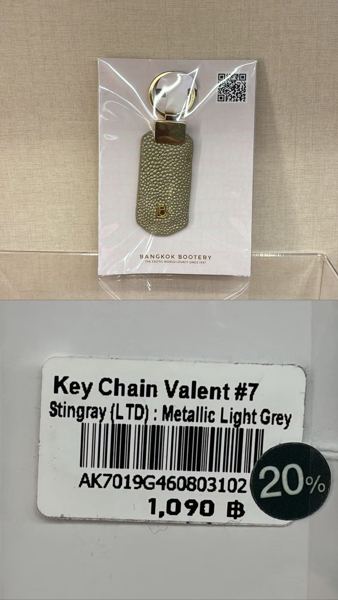 B
BANGKOK BOOTERY
Key Chain Valent #7
Stingray (LTD) : Metallic Light Grey
AK7019G460803102
20%
1,090 ฿